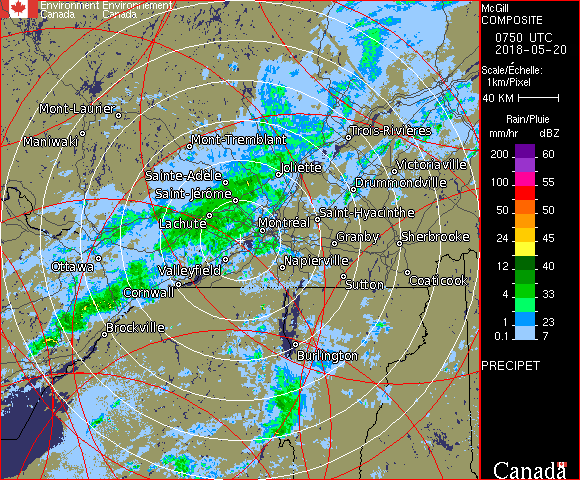 Environment Environnement
Canada Canada
McGill
COMPOSITE
0750 UTC
2018-05-20
Scale/Échelle:
1km/Pixel
40 KM
Rain/Pluie
mm/hr dBZ
200 60
100 55
50 50
24 45
12 40
4 33
1 23
0.1 7
PRECIPET
Canada
Mont-Laurier
Maniwaki
Mont-Tremblant
Trois-Rivières
Joliette
Victoriaville
Sainte-Adèle
Drummondville
Saint-Jérôme
Lachute
Saint-Hyacinthe
Montréal
Granby
Sherbrooke
Ottawa
Valleyfield
Napierville
Cornwall
Sutton
Coaticook
Brockville
Burlington